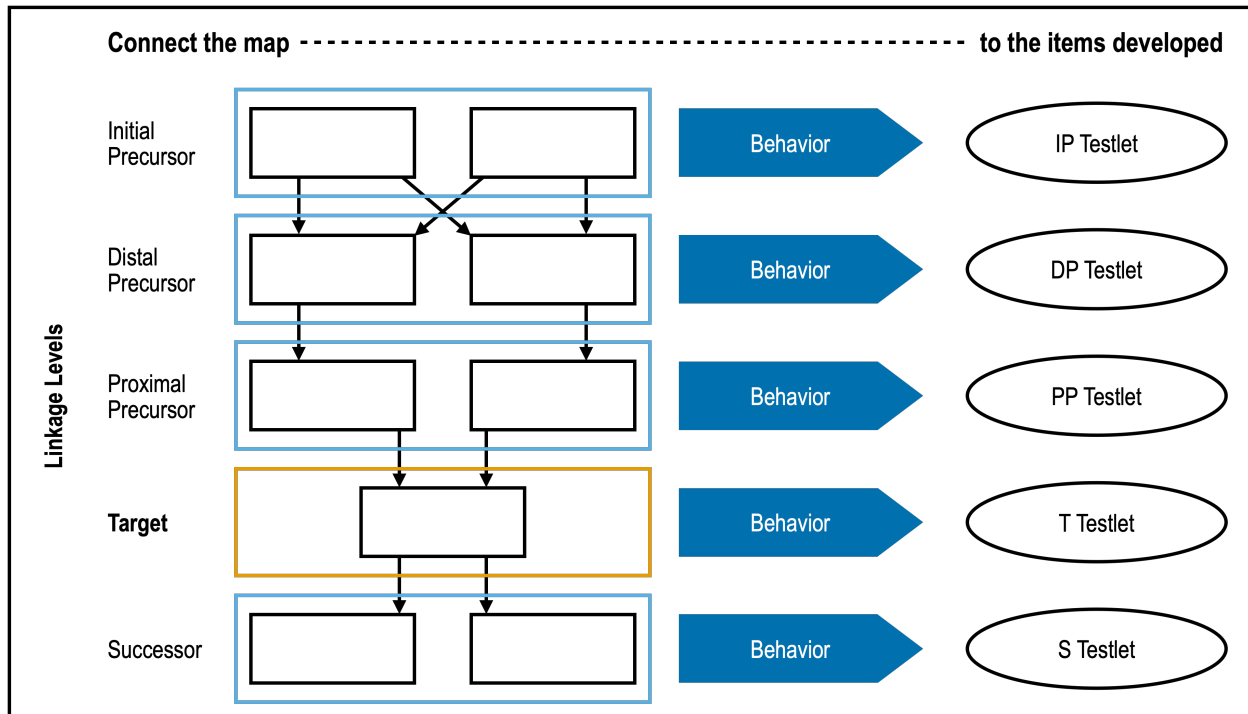 Connect the map
to the items developed
Linkage Levels
Initial
Precursor
Behavior
IP Testlet
Distal
Precursor
Behavior
DP Testlet
Proximal
Precursor
Behavior
PP Testlet
Target
Behavior
T Testlet
Successor
Behavior
S Testlet